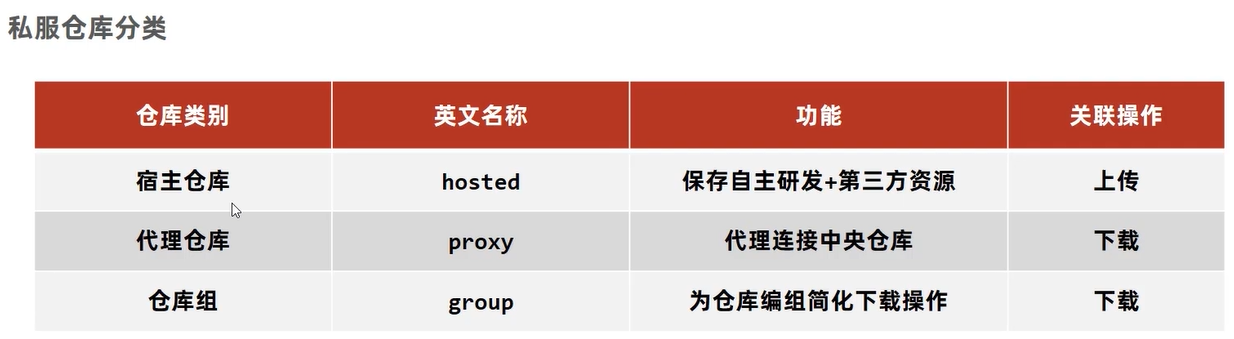 私服仓库分类
仓库类别 英文名称 功能 关联操作
宿主仓库 hosted 保存自主研发+第三方资源 上传
代理仓库 proxy 代理连接中央仓库 下载
仓库组 group 为仓库编组简化下载操作 下载